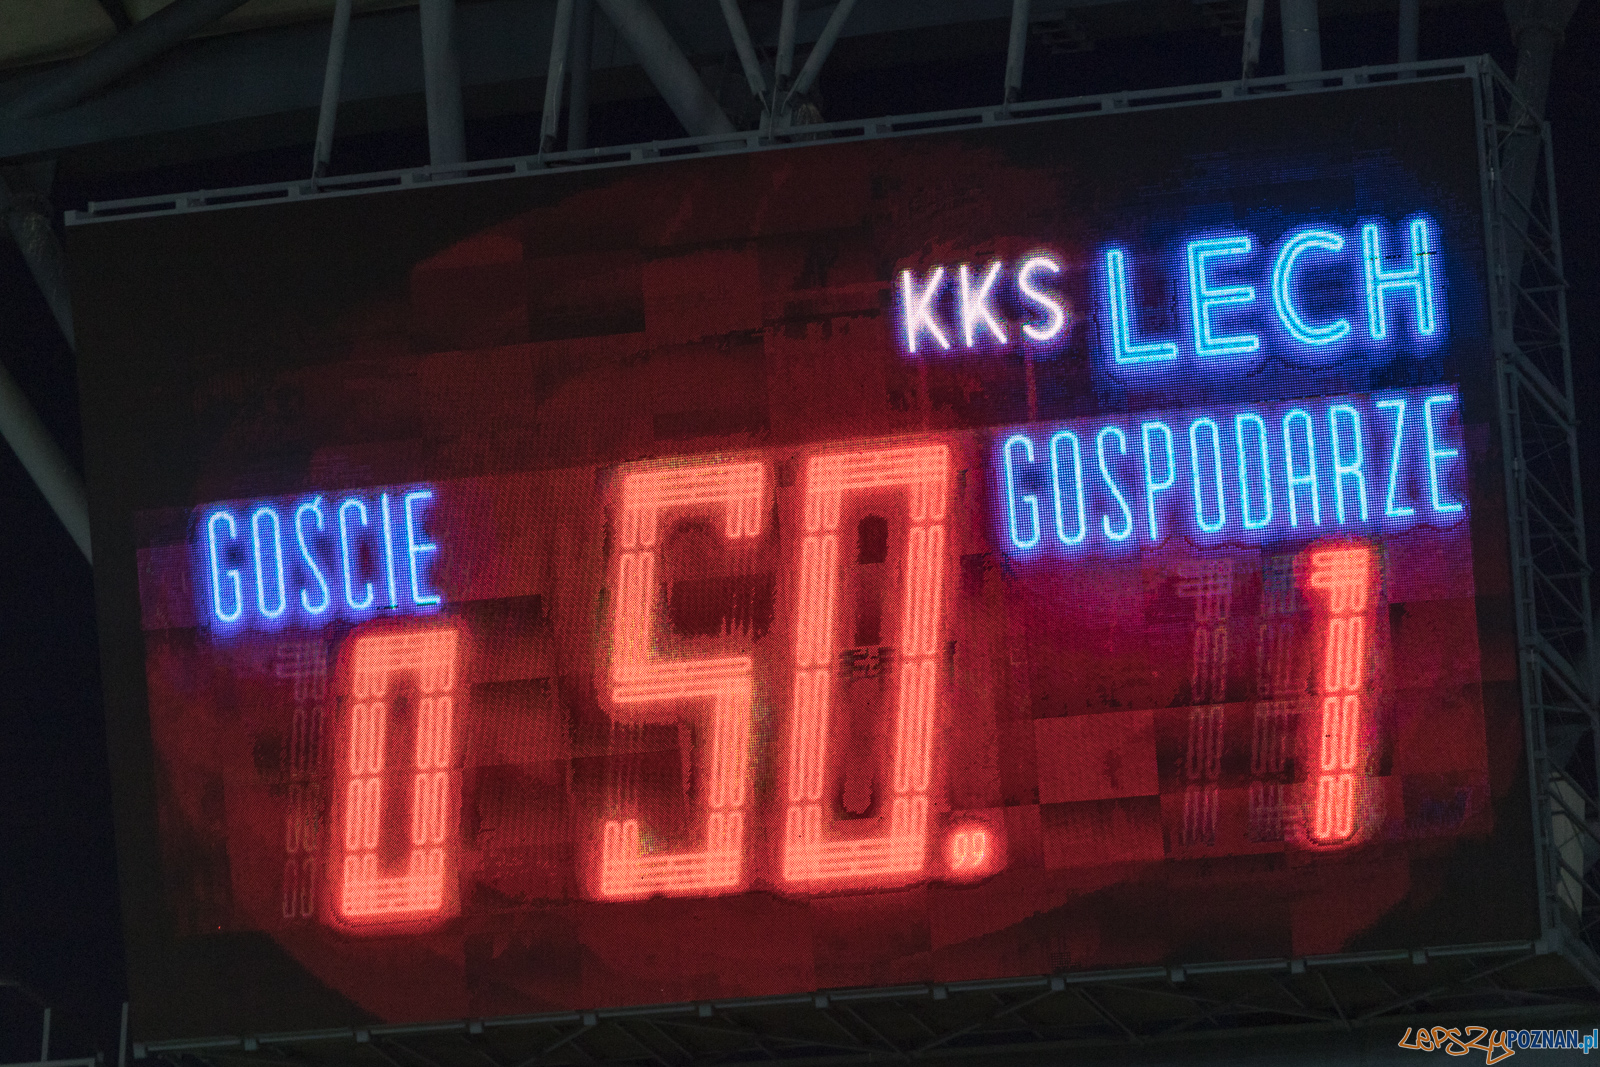 KKS LECH
GOŚCIE GOSPODARZE
0 50.99 1
LepszyPOZNAN.pl